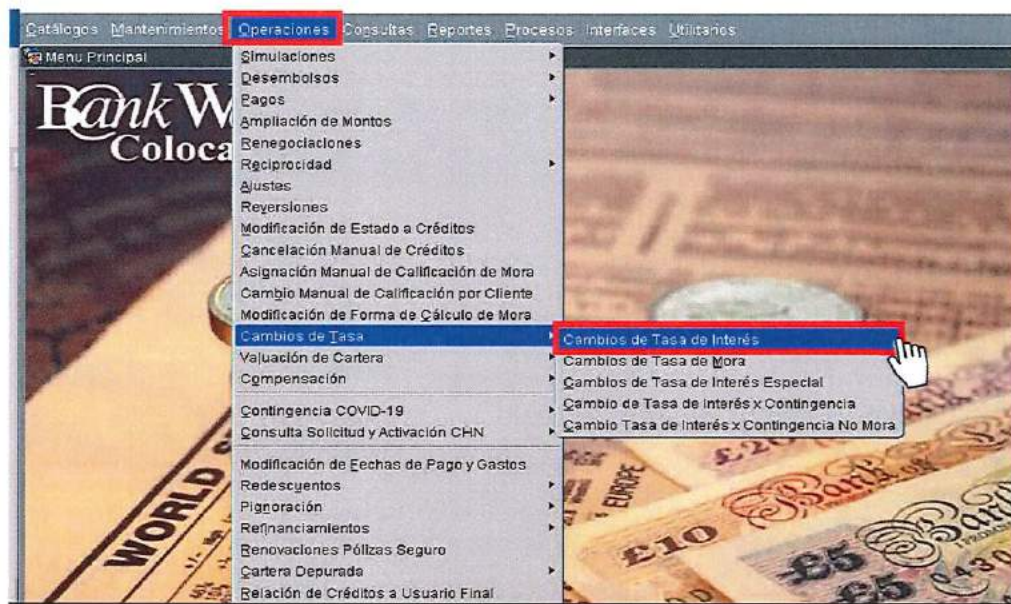 Catálogos Mantenimientos Operaciones Consultas Reportes Procesos Interfaces Utilitarios
Menu Principal
Bank W
Coloca
Simulaciones
Desembolsos
Pagos
Ampliación de Montos
Renegociaciones
Reciprocidad
Ajustes
Reversiones
Modificación de Estado a Créditos
Cancelación Manual de Créditos
Asignación Manual de Calificación de Mora
Cambio Manual de Calificación por Cliente
Modificación de Forma de Cálculo de Mora
Cambios de Tasa
Valuación de Cartera
Compensación
Contingencia COVID-19
Consulta Solicitud y Activación CHN
Modificación de Fechas de Pago y Gastos
Redescuentos
Pignoración
Refinanciamientos
Renovaciones Pólizas Seguro
Cartera Depurada
Relación de Créditos a Usuario Final
Cambios de Tasa de Interés
Cambios de Tasa de Mora
Cambios de Tasa de Interés Especial
Cambio de Tasa de Interés x Contingencia
Cambio Tasa de Interés x Contingencia No Mora
WORLD
EUROPE
£20
£10
£5
£5
0430